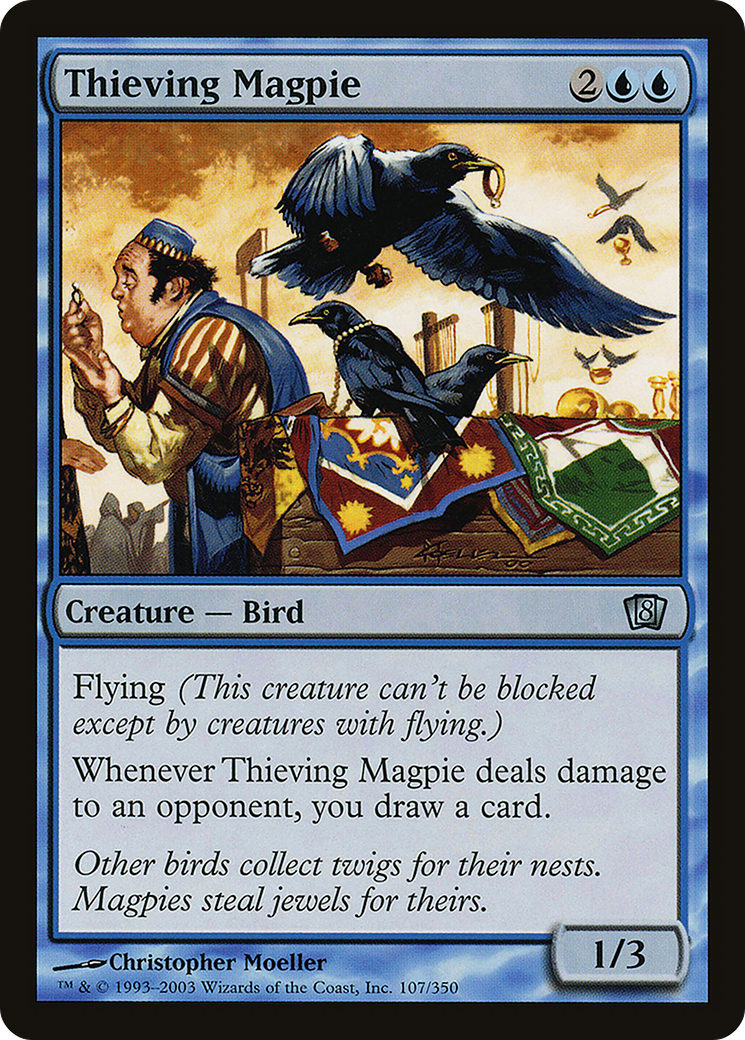 Thieving Magpie 2
Creature — Bird 8
Flying (This creature can't be blocked
except by creatures with flying.)
Whenever Thieving Magpie deals damage
to an opponent, you draw a card.
Other birds collect twigs for their nests.
Magpies steal jewels for theirs.
1/3
Christopher Moeller
™ & © 1993–2003 Wizards of the Coast, Inc. 107/350